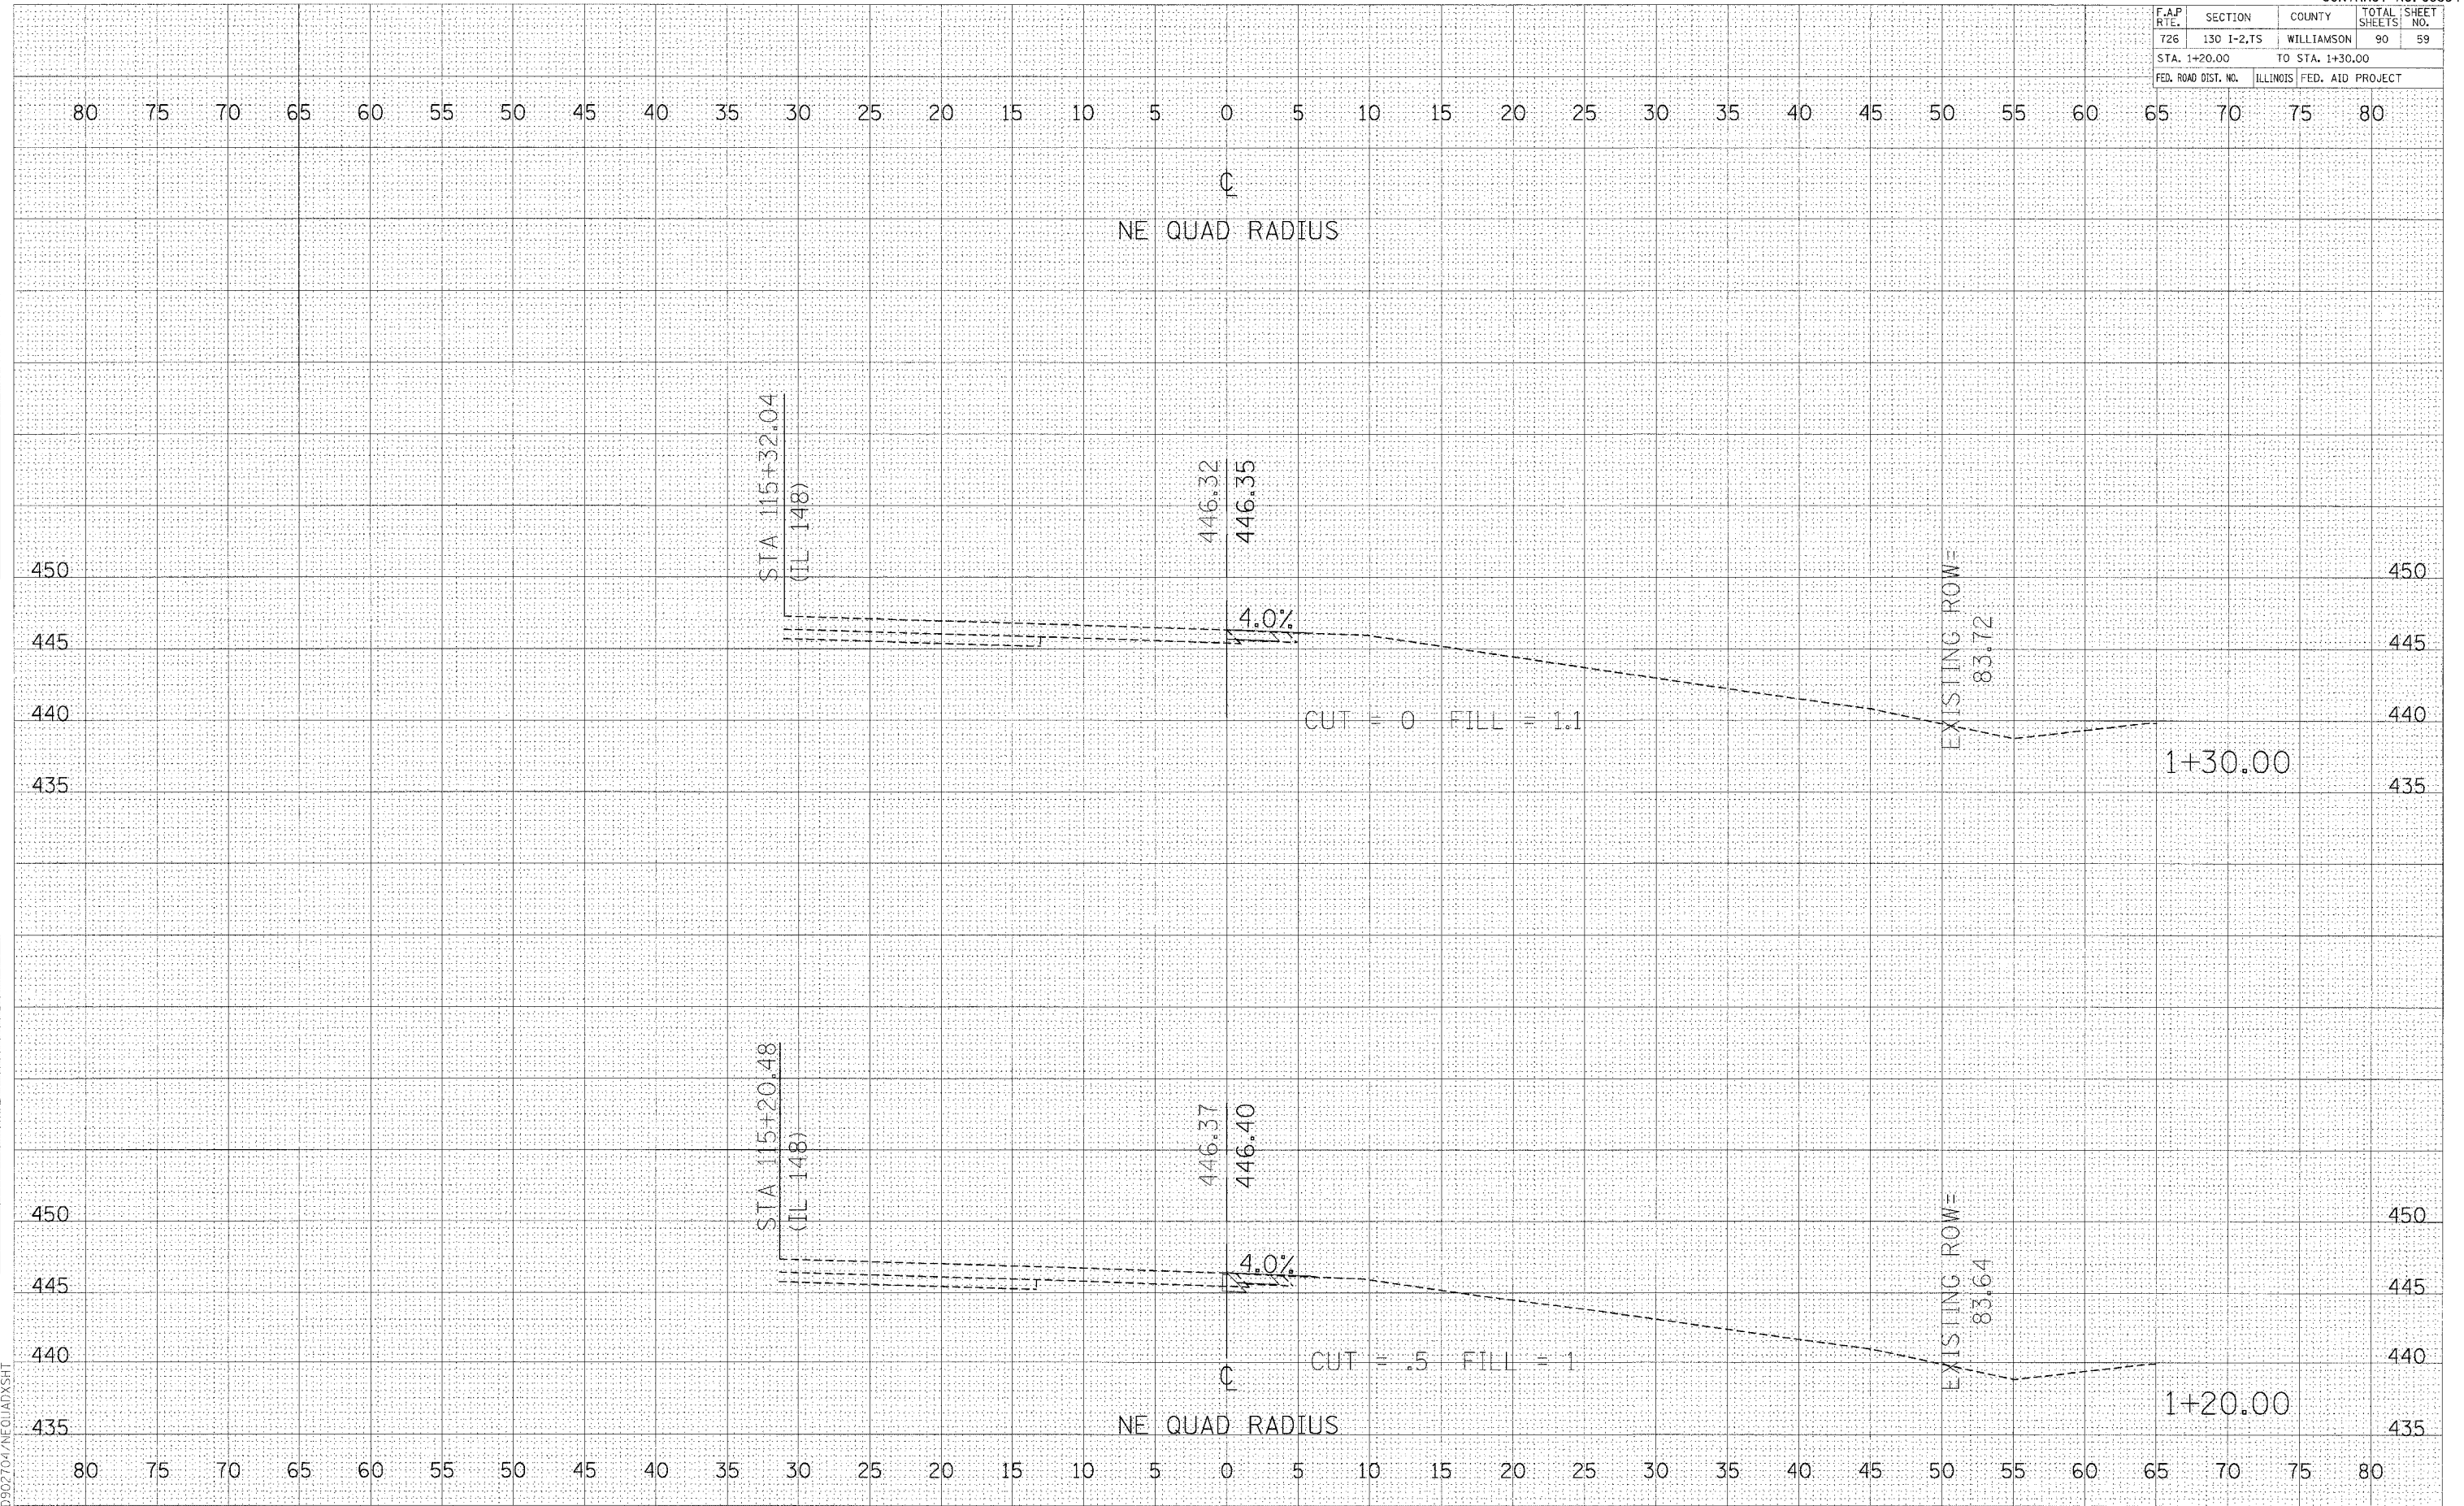 F.A.P RTE. SECTION COUNTY TOTAL SHEETS SHEET NO.
726 130 I-2,TS WILLIAMSON 90 59
STA. 1+20.00 TO STA. 1+30.00
FED. ROAD DIST. NO. ILLINOIS FED. AID PROJECT
80 75 70 65 60 55 50 45 40 35 30 25 20 15 10 5 0 5 10 15 20 25 30 35 40 45 50 55 60 65 70 75 80
℄
NE QUAD RADIUS
STA 115+32.04
(IL 148)
446.32
446.35
450 450
4.0%
445 445
EXISTING ROW=
83.72
440 CUT = 0 FILL = 1.1 440
1+30.00
435 435
STA 115+20.48
(IL 148)
446.37
446.40
450 450
4.0%
445 445
EXISTING ROW=
83.64
440 CUT = .5 FILL = 1 440
℄
1+20.00
435 NE QUAD RADIUS 435
80 75 70 65 60 55 50 45 40 35 30 25 20 15 10 5 0 5 10 15 20 25 30 35 40 45 50 55 60 65 70 75 80